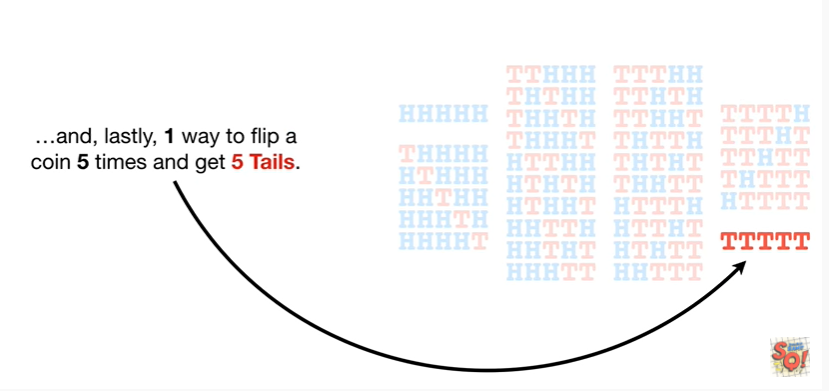 …and, lastly, 1 way to flip a
coin 5 times and get 5 Tails.
HHHHH
THHHH
HTHHH
HHTHH
HHHTH
HHHHT
TTHHH
THTHH
THHTH
THHHT
HTTHH
HTHTH
HTHHT
HHTTH
HHTHT
HHHTT
TTTHH
TTHTH
TTHHT
THTTH
THTHT
THHTT
HTTTH
HTTHT
HTHTT
HHTTT
TTTTH
TTTHT
TTHTT
THTTT
HTTTT
TTTTT
SO!